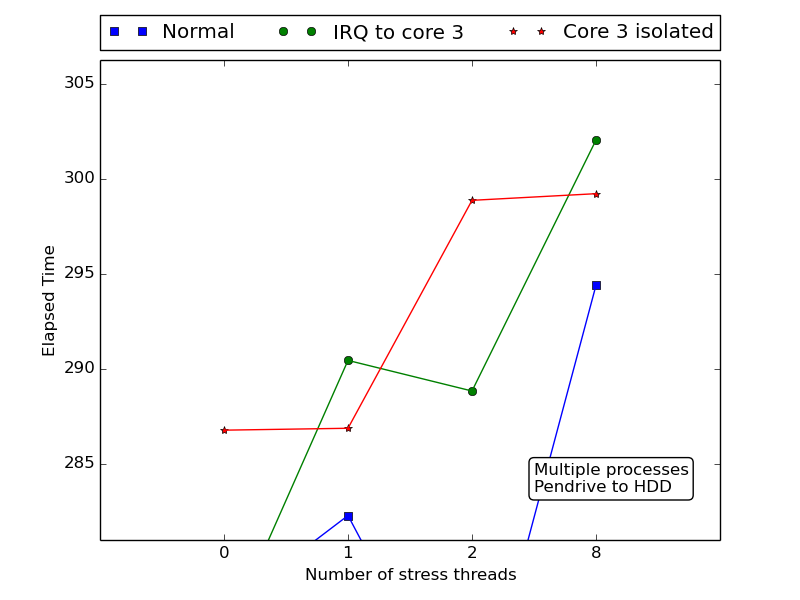 Normal IRQ to core 3 Core 3 isolated
305
300
295
290
285
Elapsed Time
Multiple processes
Pendrive to HDD
0 1 2 8
Number of stress threads